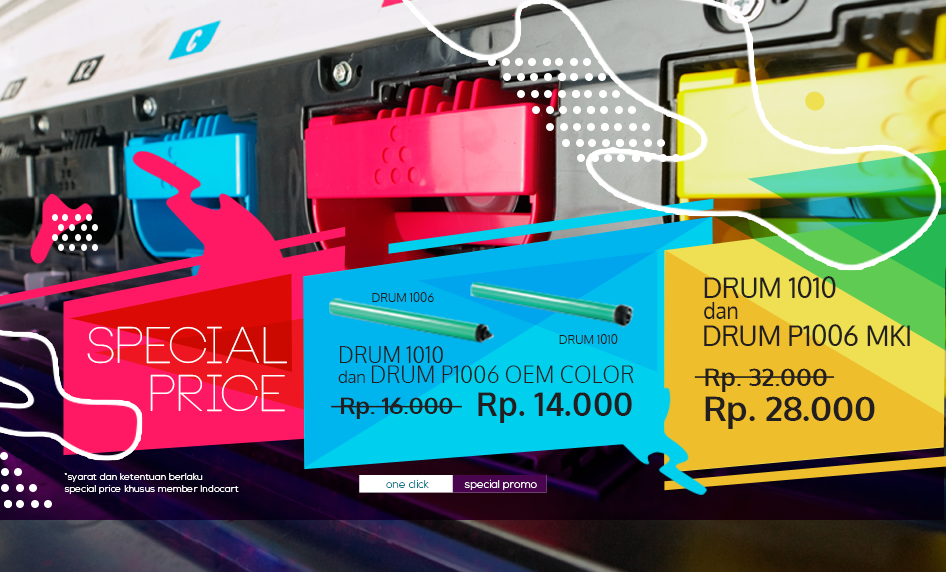 K1
K2
C
SPECIAL
PRICE
DRUM 1006
DRUM 1010
DRUM 1010
dan DRUM P1006 OEM COLOR
Rp. 16.000 Rp. 14.000
DRUM 1010
dan
DRUM P1006 MKI
Rp. 32.000
Rp. 28.000
*syarat dan ketentuan berlaku
special price khusus member Indocart
one click special promo